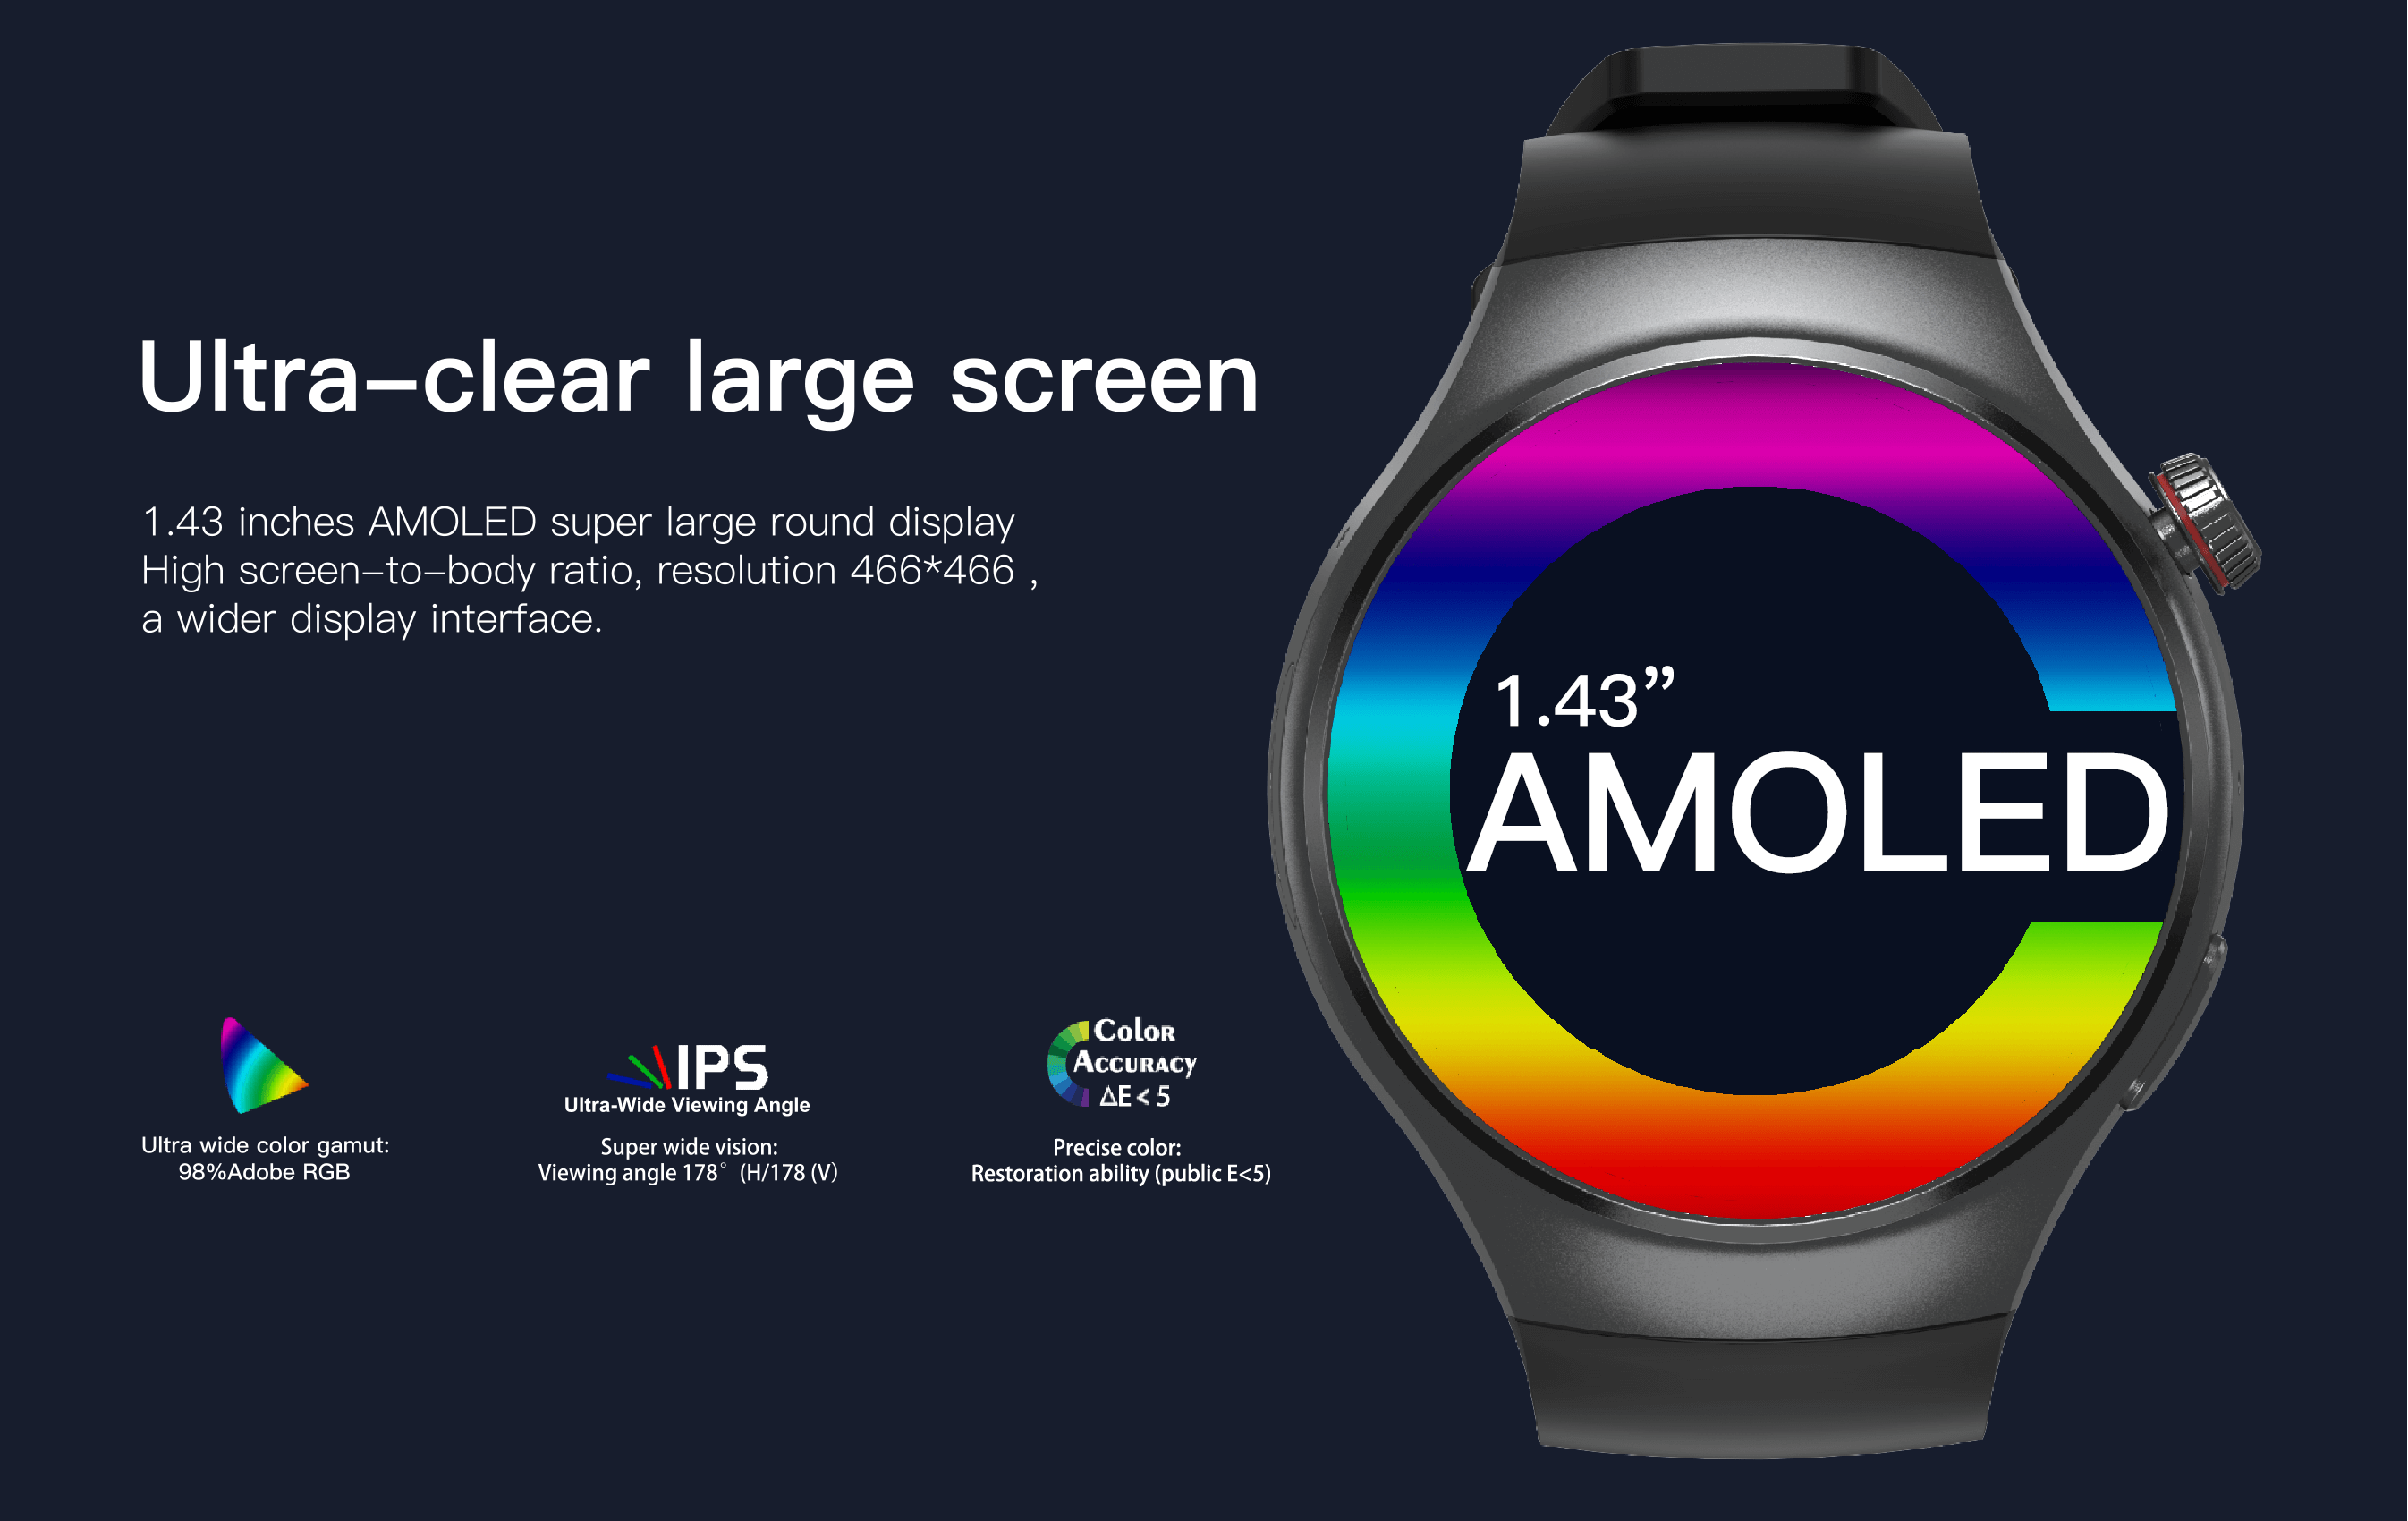 Ultra-clear large screen
1.43 inches AMOLED super large round display
High screen-to-body ratio, resolution 466*466 ,
a wider display interface.
1.43”
AMOLED
Ultra wide color gamut:
98%Adobe RGB
IPS
Ultra-Wide Viewing Angle
Super wide vision:
Viewing angle 178° (H/178 (V)
Color
Accuracy
ΔE < 5
Precise color:
Restoration ability (public E<5)